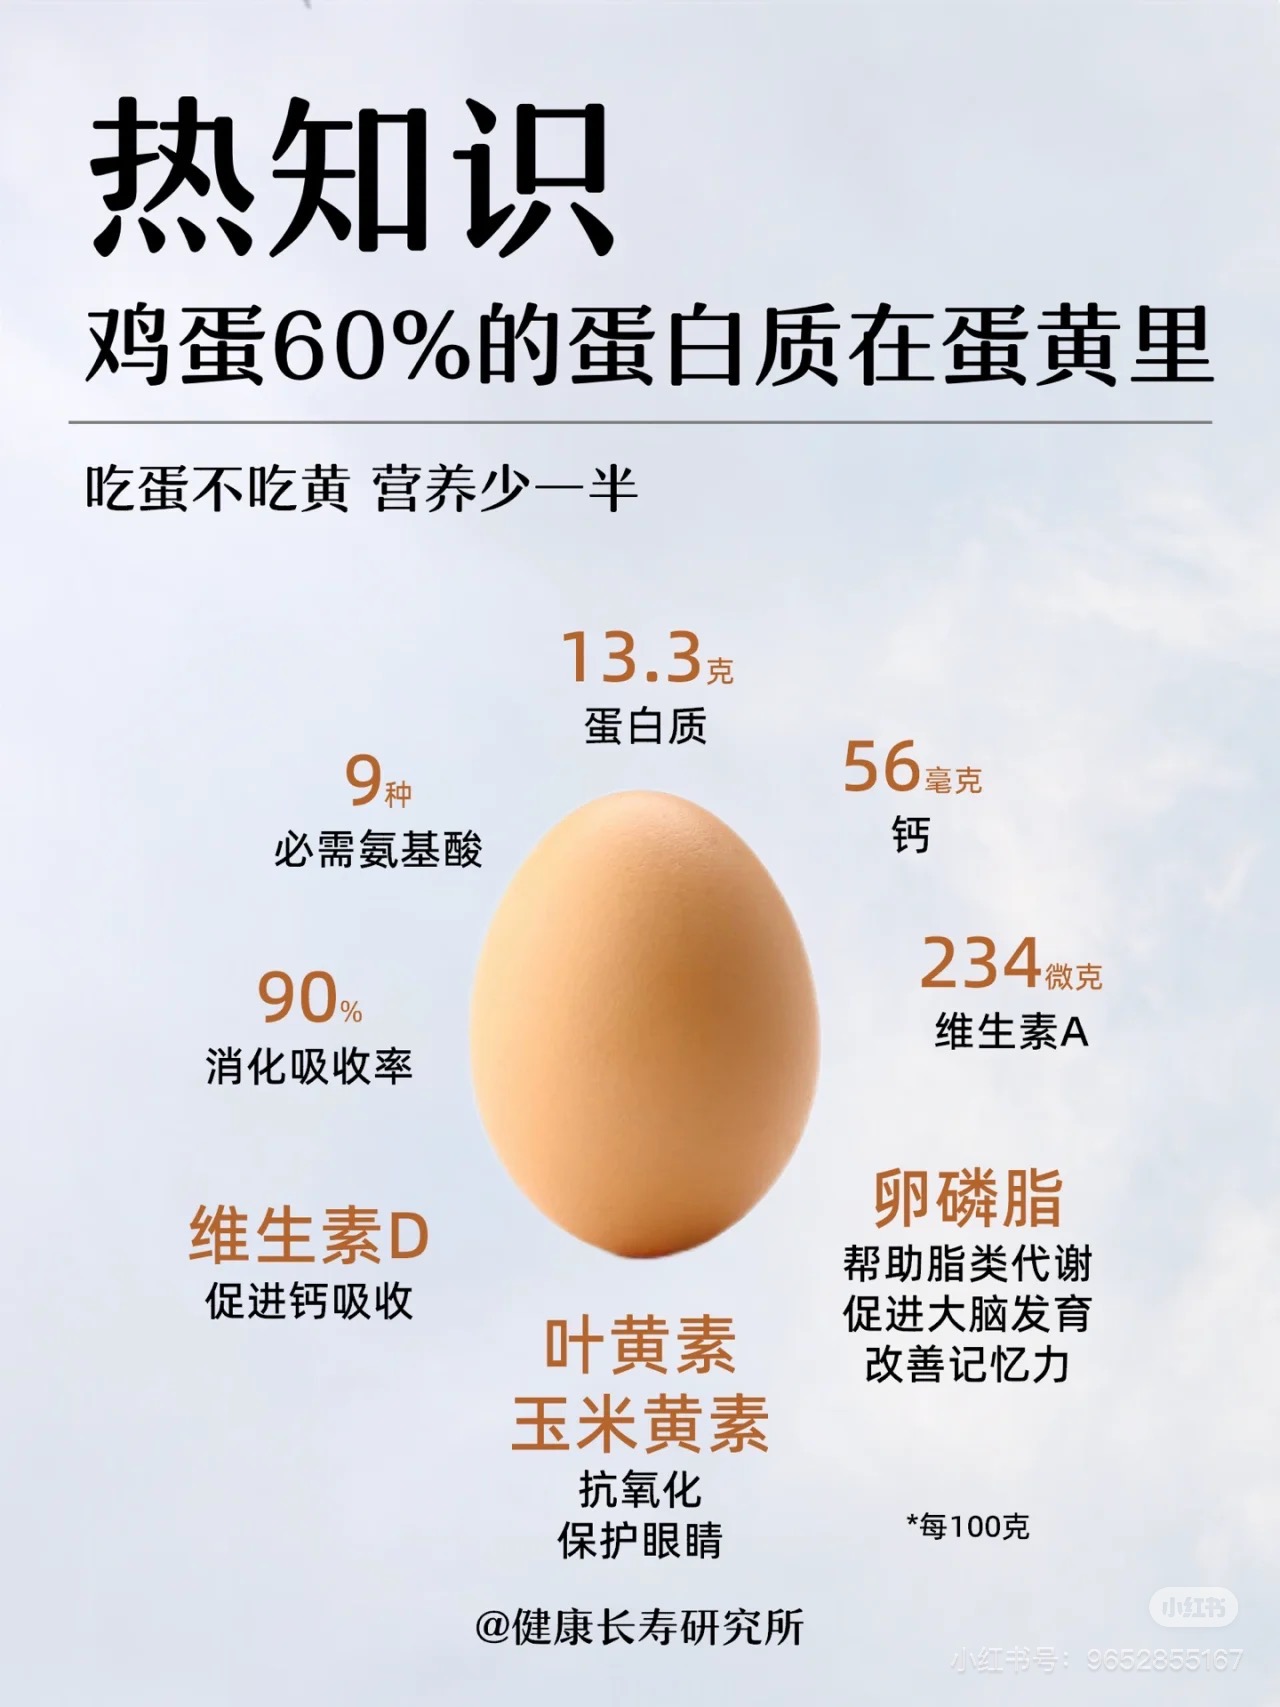 热知识
鸡蛋60%的蛋白质在蛋黄里
吃蛋不吃黄 营养少一半
13.3克
蛋白质
9种
必需氨基酸
56毫克
钙
90%
消化吸收率
234微克
维生素A
维生素D
促进钙吸收
卵磷脂
帮助脂类代谢
促进大脑发育
改善记忆力
叶黄素
玉米黄素
抗氧化
保护眼睛
*每100克
@健康长寿研究所
小红书
小红书号：9652855167